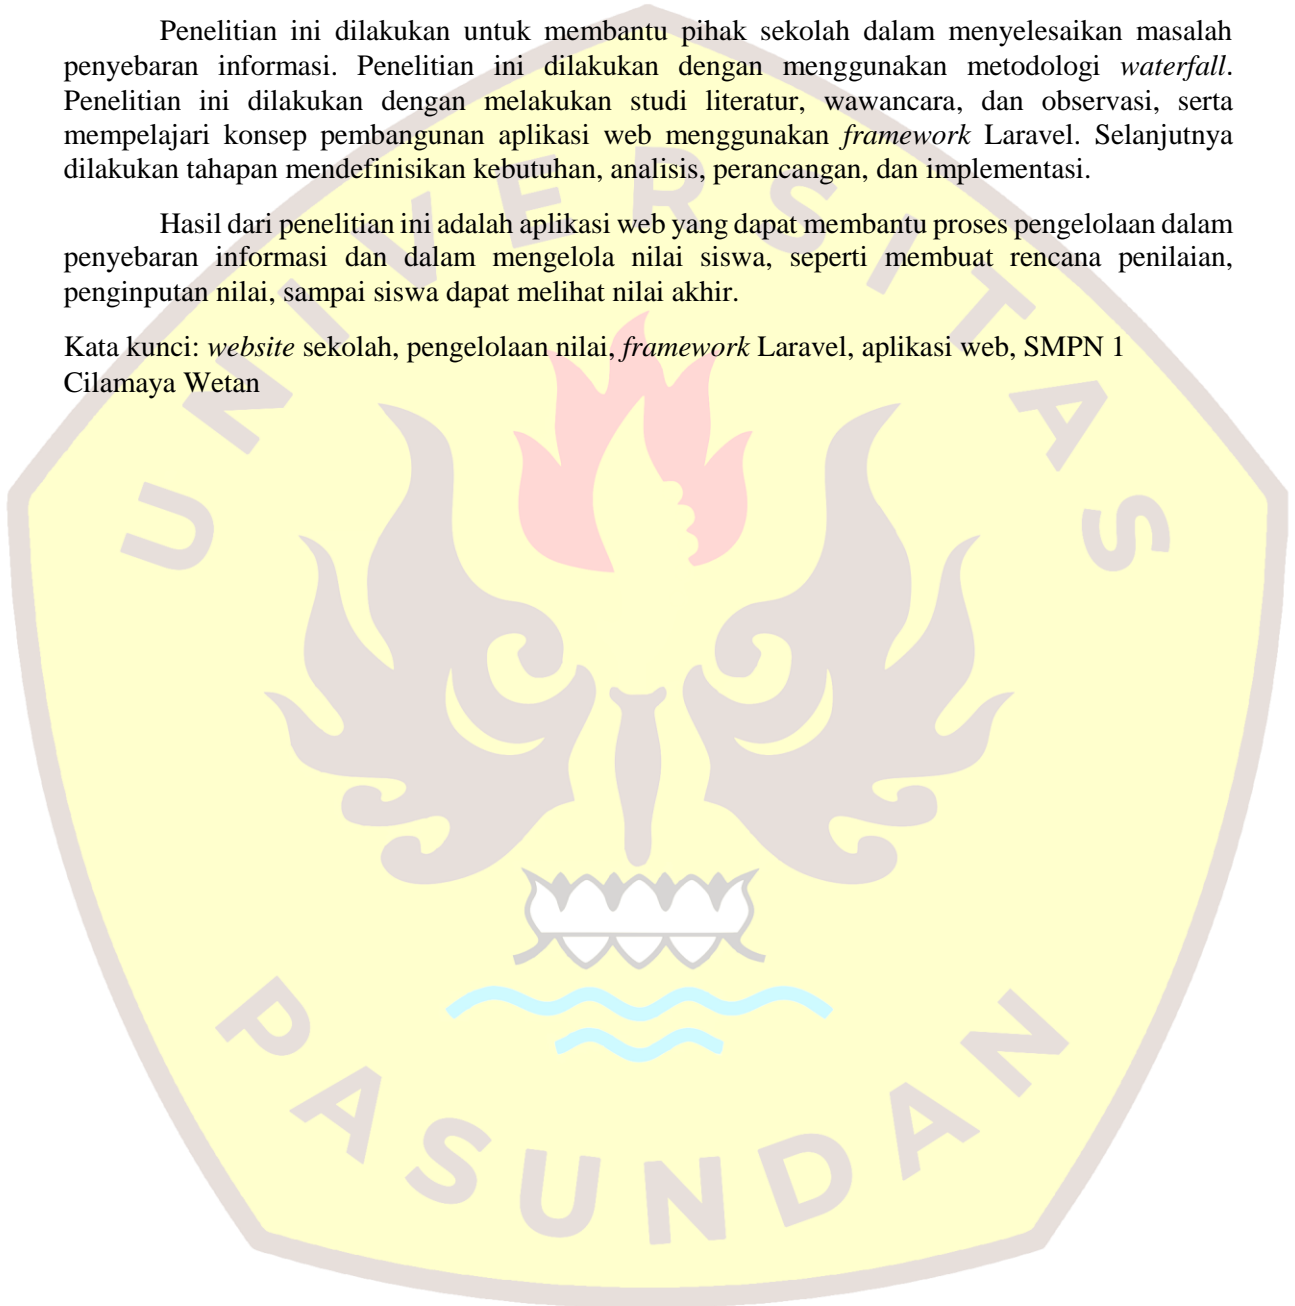 Penelitian ini dilakukan untuk membantu pihak sekolah dalam menyelesaikan masalah
penyebaran informasi. Penelitian ini dilakukan dengan menggunakan metodologi waterfall.
Penelitian ini dilakukan dengan melakukan studi literatur, wawancara, dan observasi, serta
mempelajari konsep pembangunan aplikasi web menggunakan framework Laravel. Selanjutnya
dilakukan tahapan mendefinisikan kebutuhan, analisis, perancangan, dan implementasi.
Hasil dari penelitian ini adalah aplikasi web yang dapat membantu proses pengelolaan dalam
penyebaran informasi dan dalam mengelola nilai siswa, seperti membuat rencana penilaian,
penginputan nilai, sampai siswa dapat melihat nilai akhir.
Kata kunci: website sekolah, pengelolaan nilai, framework Laravel, aplikasi web, SMPN 1
Cilamaya Wetan
UNIVERSITAS
PASUNDAN